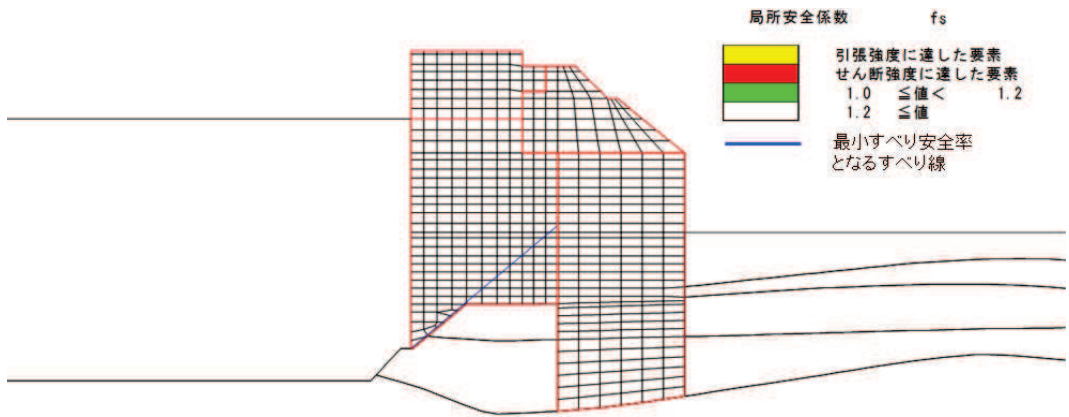 局所安全係数 fs
引張強度に達した要素
せん断強度に達した要素
1.0 ≦値< 1.2
1.2 ≦値
最小すべり安全率
となるすべり線